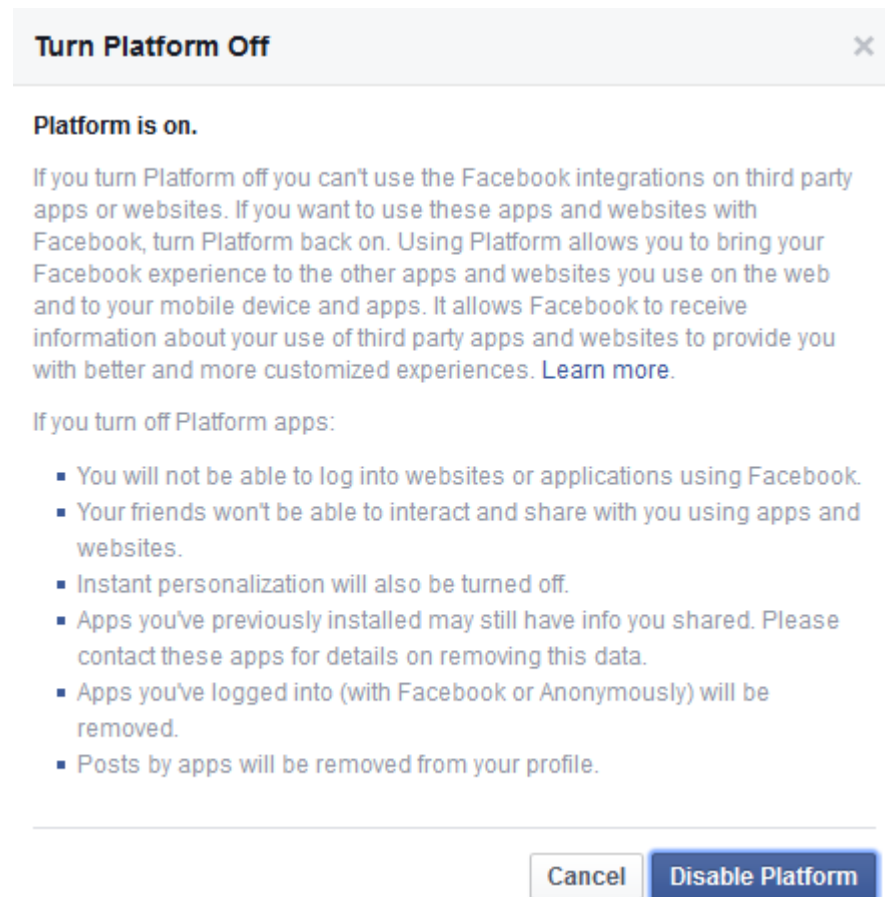 Turn Platform Off
Platform is on.
If you turn Platform off you can't use the Facebook integrations on third party
apps or websites. If you want to use these apps and websites with
Facebook, turn Platform back on. Using Platform allows you to bring your
Facebook experience to the other apps and websites you use on the web
and to your mobile device and apps. It allows Facebook to receive
information about your use of third party apps and websites to provide you
with better and more customized experiences. Learn more.
If you turn off Platform apps:
▪ You will not be able to log into websites or applications using Facebook.
▪ Your friends won't be able to interact and share with you using apps and
websites.
▪ Instant personalization will also be turned off.
▪ Apps you've previously installed may still have info you shared. Please
contact these apps for details on removing this data.
▪ Apps you've logged into (with Facebook or Anonymously) will be
removed.
▪ Posts by apps will be removed from your profile.
Cancel Disable Platform